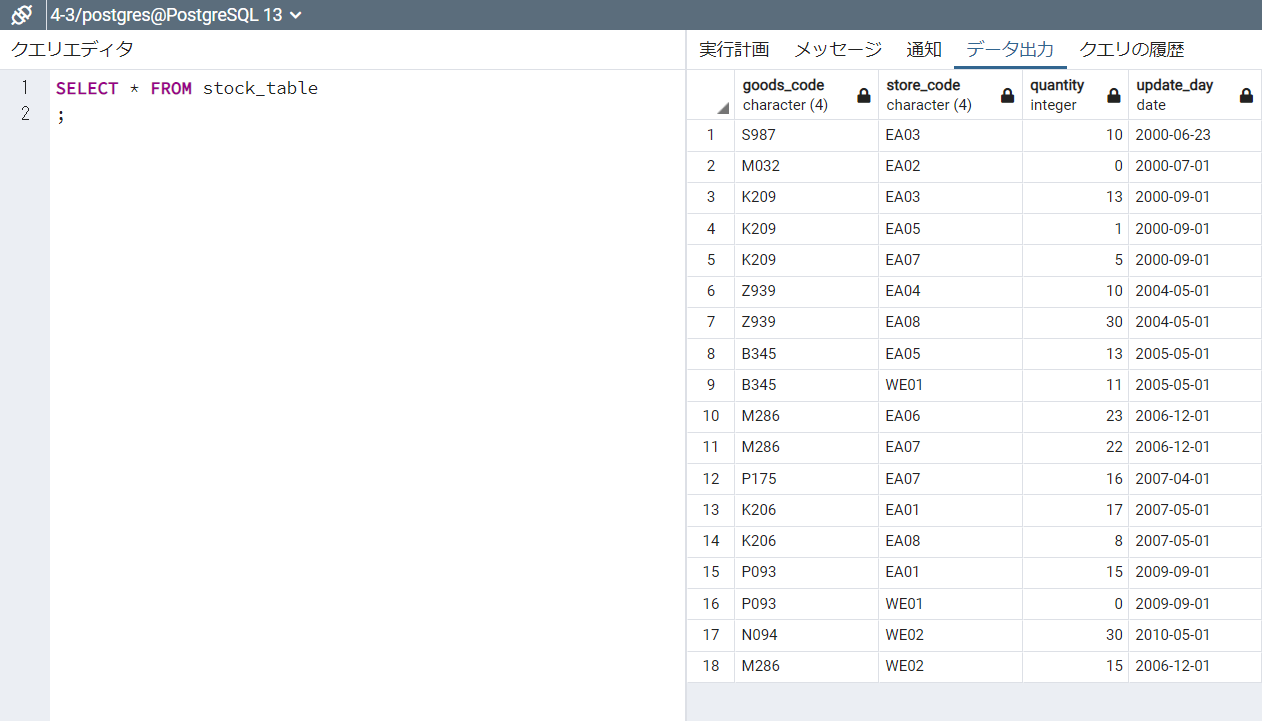 4-3/postgres@PostgreSQL 13
クエリエディタ
1 SELECT * FROM stock_table
2 ;
実行計画 メッセージ 通知 データ出力 クエリの履歴
goods_code store_code quantity update_day
character (4) character (4) integer date
1 S987 EA03 10 2000-06-23
2 M032 EA02 0 2000-07-01
3 K209 EA03 13 2000-09-01
4 K209 EA05 1 2000-09-01
5 K209 EA07 5 2000-09-01
6 Z939 EA04 10 2004-05-01
7 Z939 EA08 30 2004-05-01
8 B345 EA05 13 2005-05-01
9 B345 WE01 11 2005-05-01
10 M286 EA06 23 2006-12-01
11 M286 EA07 22 2006-12-01
12 P175 EA07 16 2007-04-01
13 K206 EA01 17 2007-05-01
14 K206 EA08 8 2007-05-01
15 P093 EA01 15 2009-09-01
16 P093 WE01 0 2009-09-01
17 N094 WE02 30 2010-05-01
18 M286 WE02 15 2006-12-01